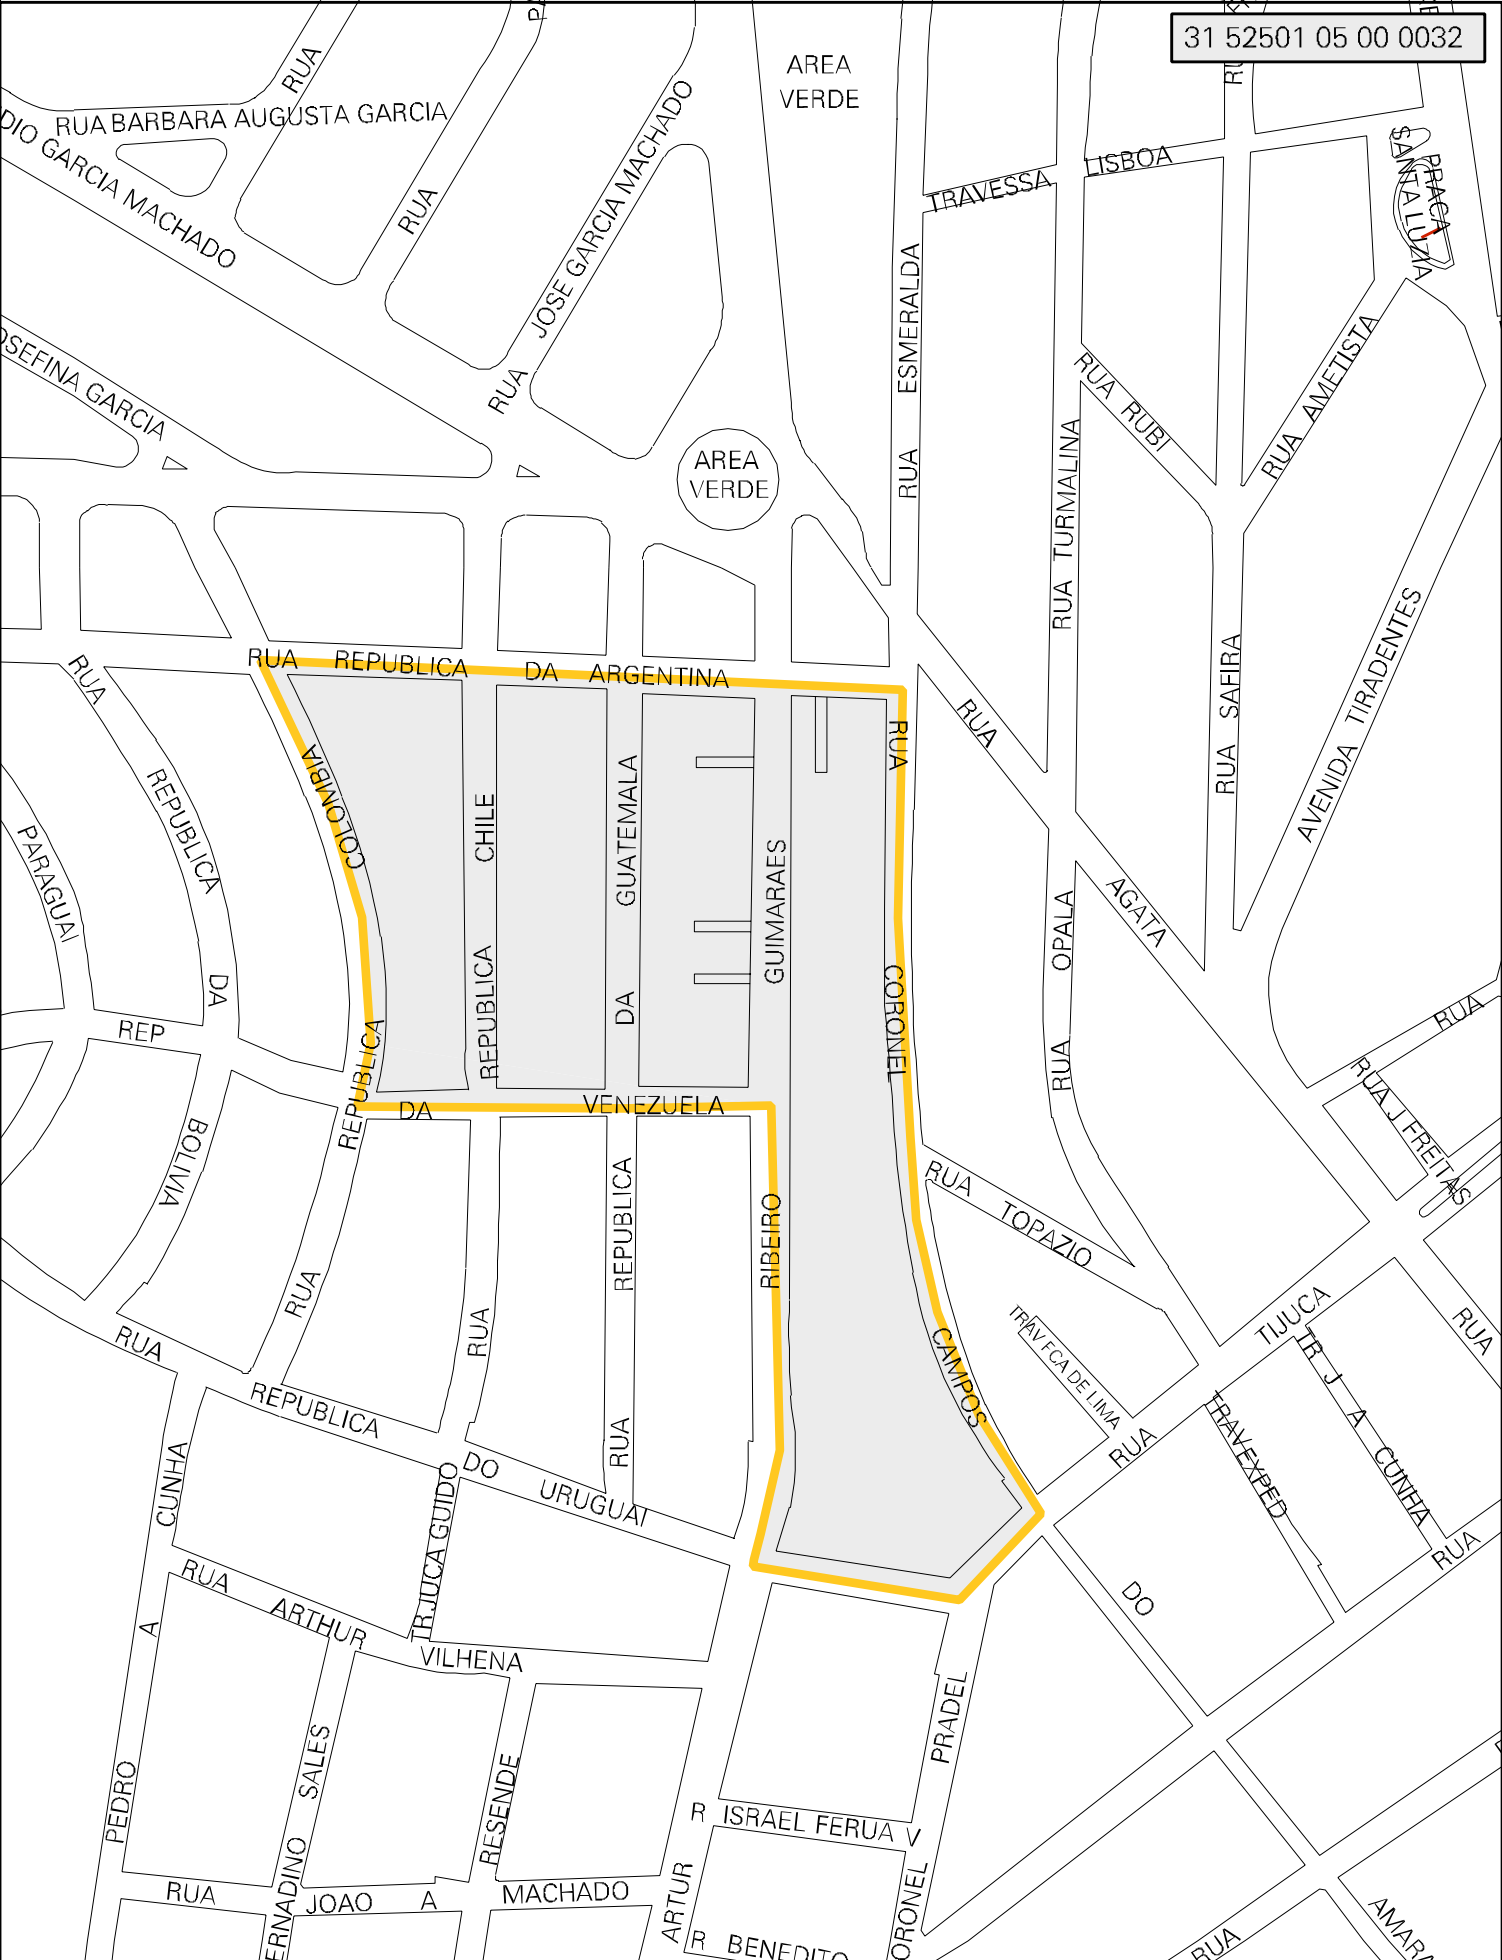 31 52501 05 00 0032
AREA
VERDE
RUA
RUA BARBARA AUGUSTA GARCIA
DIO GARCIA MACHADO
RUA
RUA JOSE GARCIA MACHADO
TRAVESSA LISBOA
PRACA
SANTA LUZIA
RUA ESMERALDA
OSEFINA GARCIA
AREA
VERDE
RUA RUBI
RUA AMETISTA
RUA TURMALINA
RUA SAFIRA
AVENIDA TIRADENTES
RUA REPUBLICA DA ARGENTINA
RUA REPUBLICA DA BOLIVIA
RUA REPUBLICA COLOMBIA
RUA REPUBLICA CHILE
RUA REPUBLICA DA GUATEMALA
RIBEIRO GUIMARAES
RUA CORONEL CAMPOS
RUA AGATA
RUA OPALA
PARAGUAI
REP DA VENEZUELA
RUA
RUA J FREITAS
RUA TOPAZIO
TRAV FCA DE LIMA
RUA TIJUCA
RUA
TR J A CUNHA
TRAVEXPED
RUA DO
RUA REPUBLICA DO URUGUAI
PEDRO A CUNHA
TR JUCA GUIDO
RUA ARTHUR VILHENA
SALES
RESENDE
PRADEL
ORONEL
R ISRAEL FERUA V
RUA JOAO A MACHADO
ERNADINO
ARTUR
R BENEDITO
RUA
AMARA